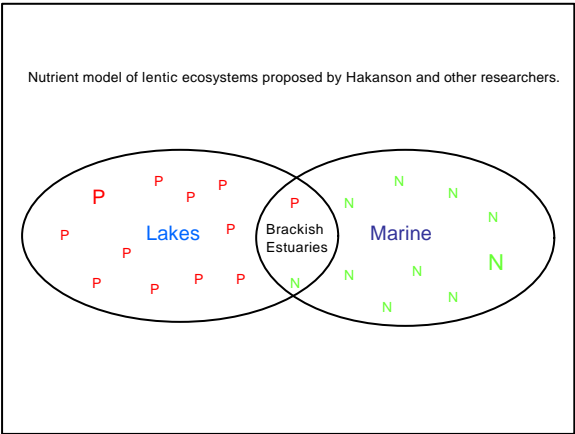 Nutrient model of lentic ecosystems proposed by Hakanson and other researchers.
P
P
P
P
P
Lakes
P
P
P
P
P
P
P
Brackish
Estuaries
N
N
N
N
N
Marine
N
N
N
N
N